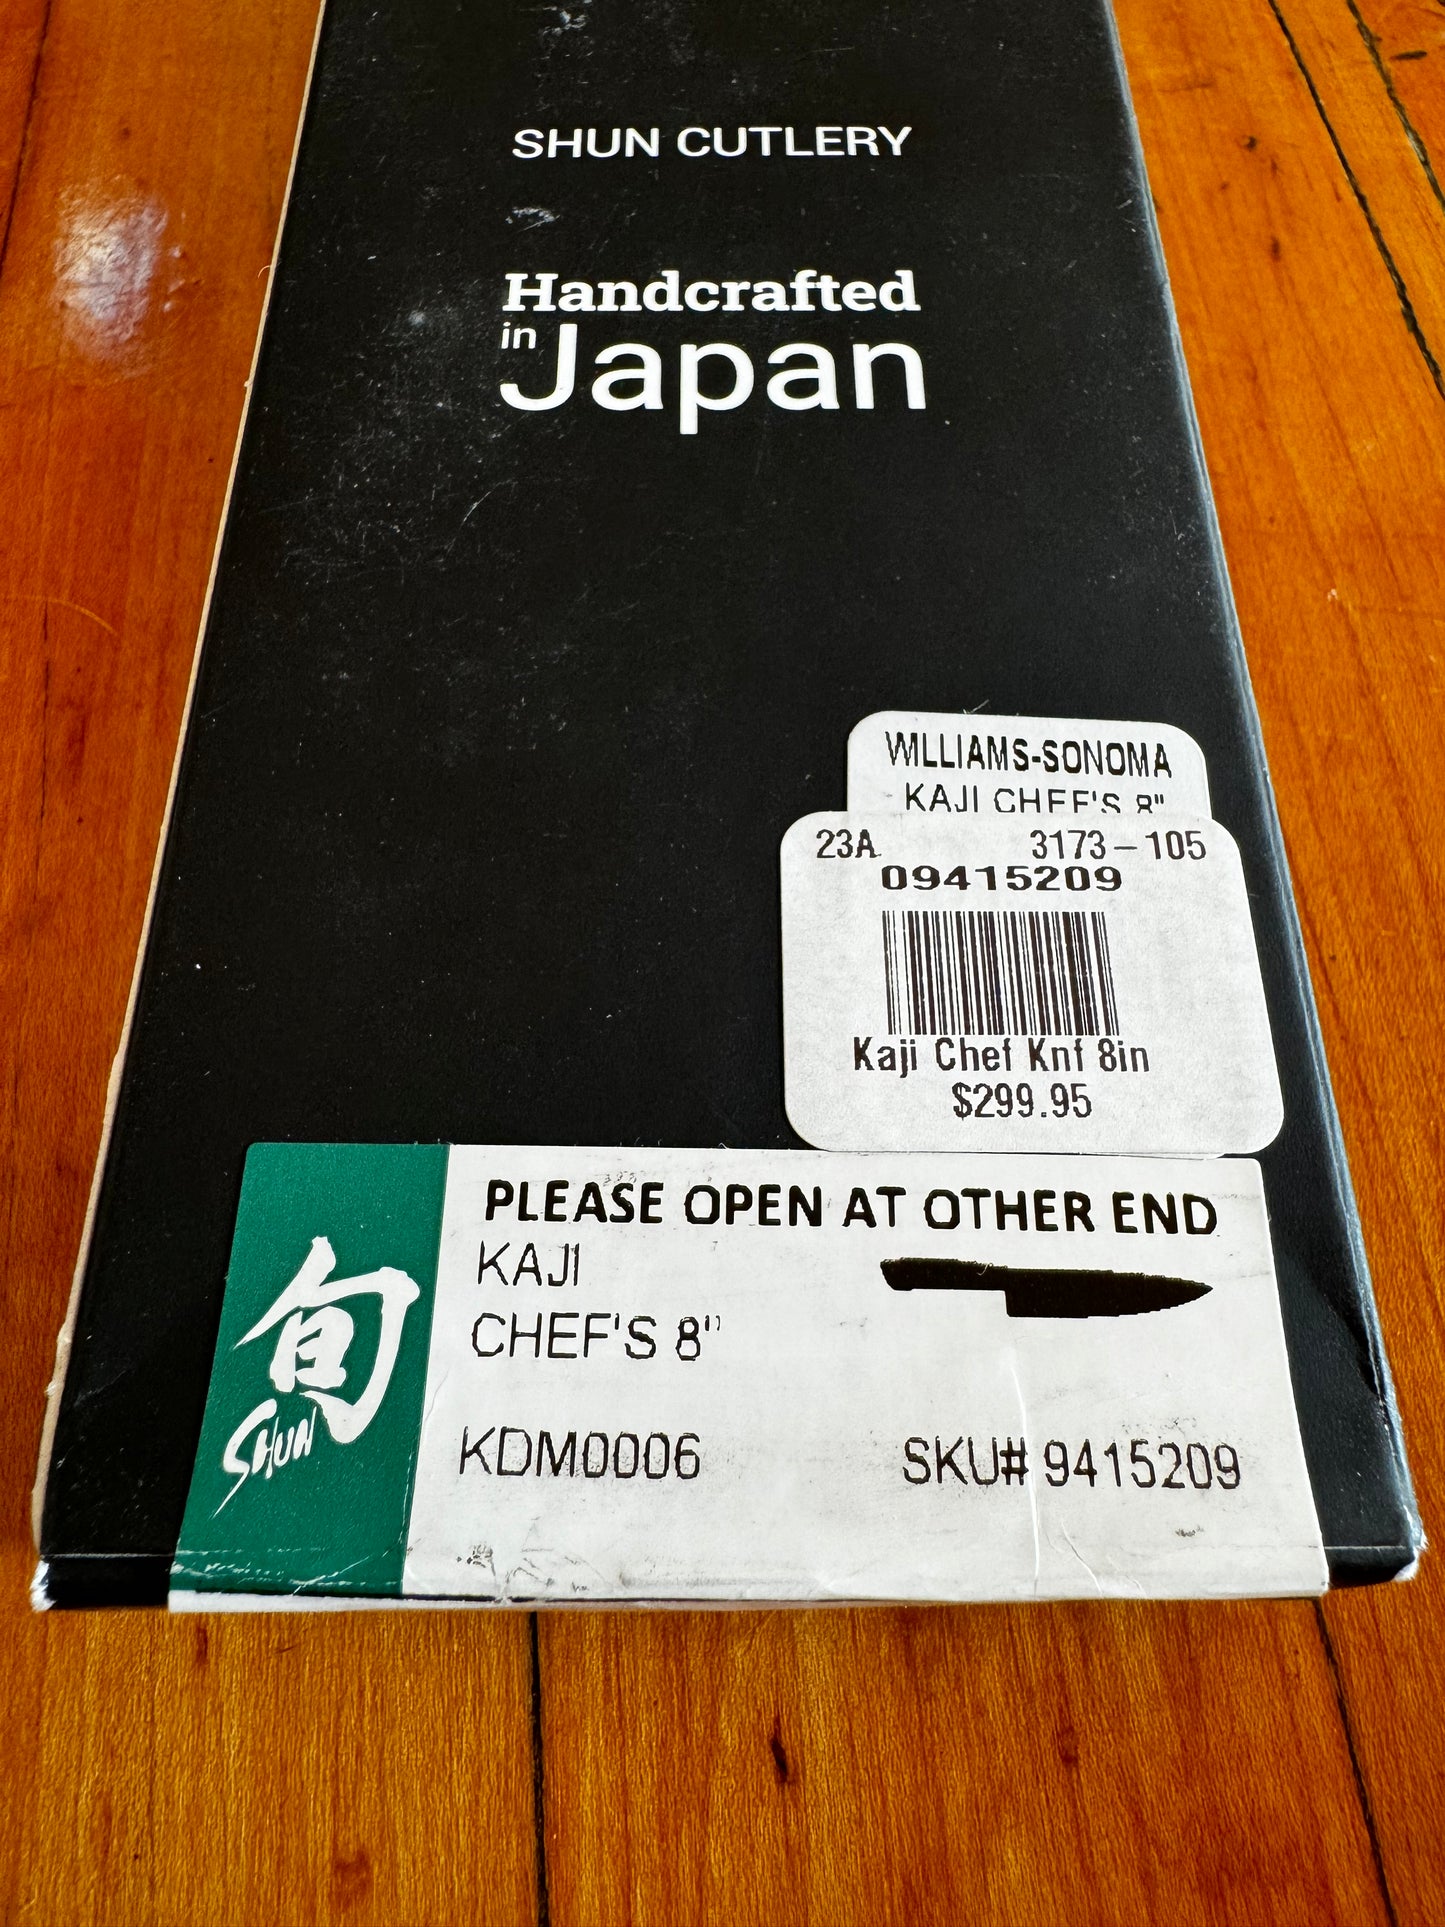 SHUN CUTLERY
Handcrafted
in
Japan
WILLIAMS-SONOMA
KAJI CHEF'S 8"
23A 3173-105
09415209
Kaji Chef Knf 8in
$299.95
PLEASE OPEN AT OTHER END
KAJI
CHEF'S 8"
KDM0006 SKU# 9415209
旬
SHUN